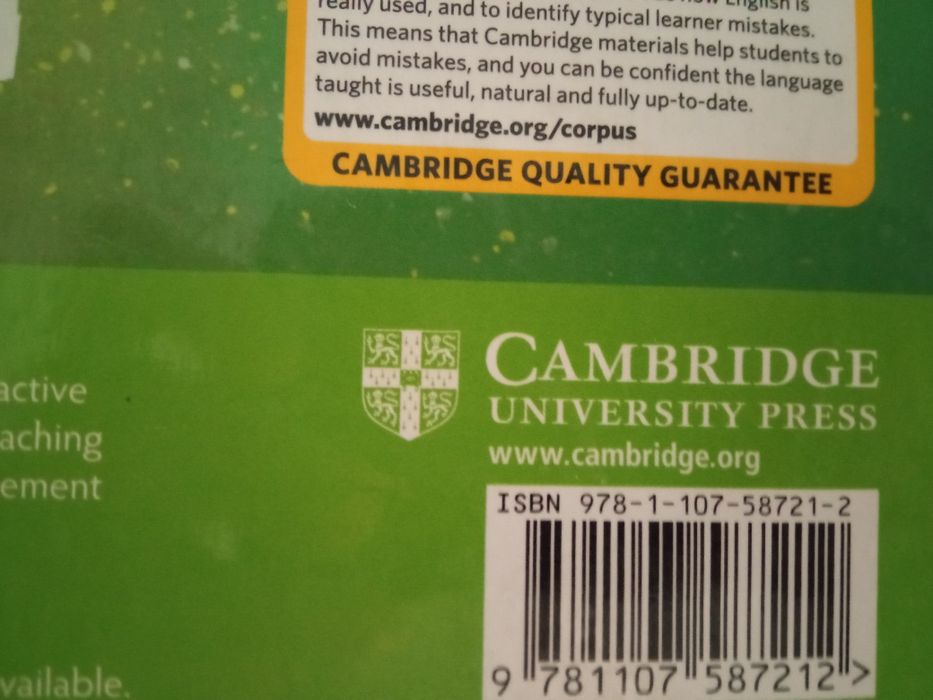 really used, and to identify typical learner mistakes.
This means that Cambridge materials help students to
avoid mistakes, and you can be confident the language
taught is useful, natural and fully up-to-date.
www.cambridge.org/corpus
CAMBRIDGE QUALITY GUARANTEE
CAMBRIDGE
UNIVERSITY PRESS
www.cambridge.org
active
aching
ement
vailable.
ISBN 978-1-107-58721-2
9 781107 587212 >